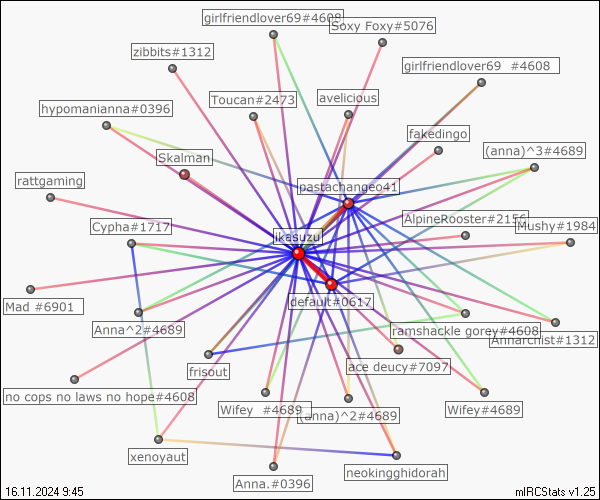 girlfriendlover69#4608
Soxy Foxy#5076
zibbits#1312
girlfriendlover69 #4608
Toucan#2473
avelicious
hypomanianna#0396
fakedingo
(anna)^3#4689
Skalman
rattgaming
pastachangeo41
Cypha#1717
AlpineRooster#2156
Mushy#1984
ikasuzu
default#0617
Mad #6901
Anna^2#4689
ramshackle gorey#4608
Annarchist#1312
frisout
ace deucy#7097
no cops no laws no hope#4608
Wifey #4689
(anna)^2#4689
Wifey#4689
xenoyaut
Anna.#0396
neokingghidorah
16.11.2024 9:45
mIRCStats v1.25